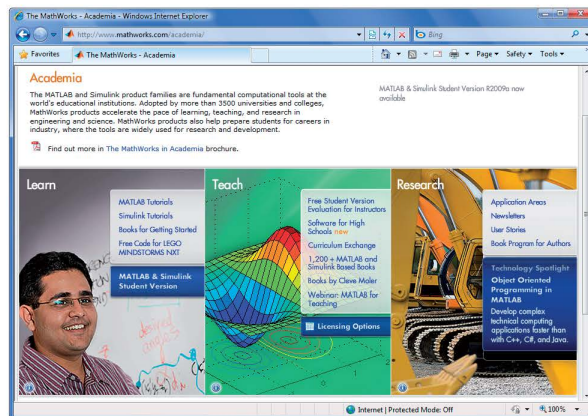 The MathWorks - Academia - Windows Internet Explorer
http://www.mathworks.com/academia/
Bing
Favorites
The MathWorks - Academia
Page
Safety
Tools
Academia
The MATLAB and Simulink product families are fundamental computational tools at the
world's educational institutions. Adopted by more than 3500 universities and colleges,
MathWorks products accelerate the pace of learning, teaching, and research in
engineering and science. MathWorks products also help prepare students for careers in
industry, where the tools are widely used for research and development.
Find out more in The MathWorks in Academia brochure.
MATLAB & Simulink Student Version R2009a now
available
Learn
MATLAB Tutorials
Simulink Tutorials
Books for Getting Started
Free Code for LEGO
MINDSTORMS NXT
MATLAB & Simulink
Student Version
Teach
Free Student Version
Evaluation for Instructors
Software for High
Schools new
Curriculum Exchange
1,200 + MATLAB and
Simulink Based Books
Books by Cleve Moler
Webinar: MATLAB for
Teaching
Licensing Options
Research
Application Areas
Newsletters
User Stories
Book Program for Authors
Technology Spotlight
Object Oriented
Programming in
MATLAB
Develop complex
technical computing
applications faster than
with C++, C#, and Java.
Internet | Protected Mode: Off
100%